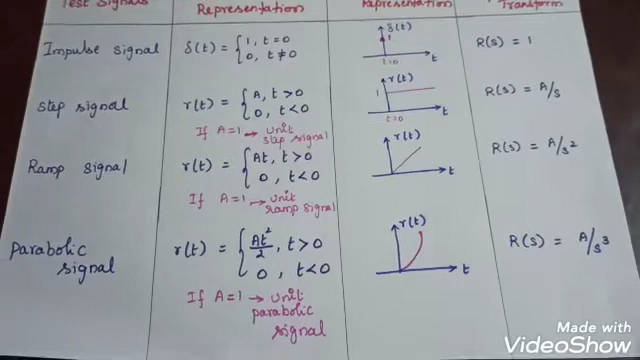 Test Signals Representation Representation Transform
Impulse signal δ(t) = { 1, t=0 δ(t) R(s) = 1
0, t≠0 1
t=0 t
Step signal r(t) = { A, t>0 r(t) R(s) = A/s
0, t<0 1
t=0 t
If A=1 → Unit
step signal
Ramp signal r(t) = { At, t>0 r(t) R(s) = A/s²
0, t<0 t
If A=1 → Unit
ramp signal
Parabolic r(t) = { At²/2, t>0 r(t) R(s) = A/s³
signal 0, t<0 t
If A=1 → Unit
parabolic
signal
Made with
VideoShow